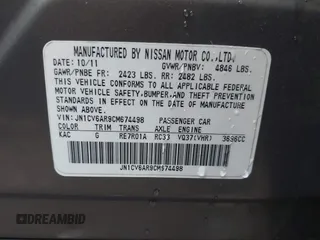 MANUFACTURED BY NISSAN MOTOR CO.,LTD.
DATE 10/11 GVWR/PNBV: 4846 LBS.
GAWR/PNBE FR: 2423 LBS. RR: 2482 LBS.
THIS VEHICLE CONFORMS TO ALL APPLICABLE
FEDERAL MOTOR VEHICLE SAFETY,BUMPER,AND THEFT PREVENTION
STANDARDS IN EFFECT ON THE DATE OF MANUFACTURE
SHOWN ABOVE.
VIN:JN1CV6AR9CM674498 PASSENGER CAR
COLOR TRIM TRANS AXLE ENGINE
KAC G RE7R01A RC33 VQ37(VHR) 3696CC
JN1CV6AR9CM674498
© DREAMBID